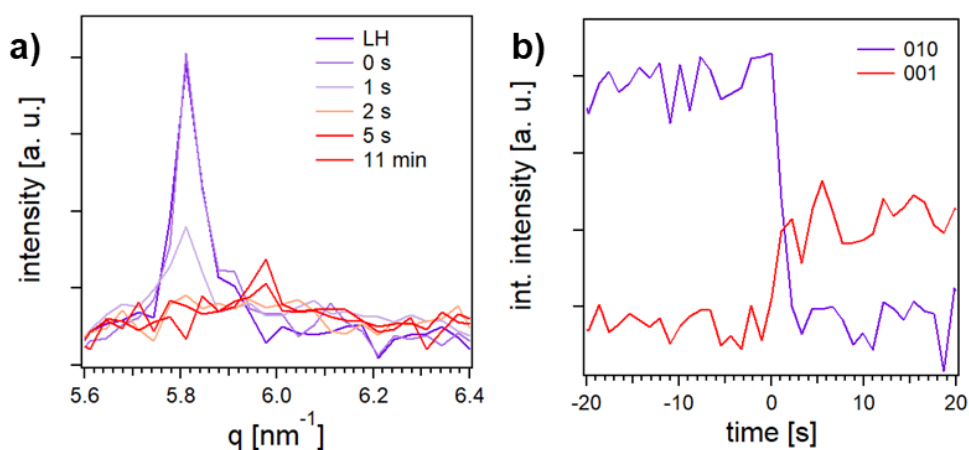 a)
intensity [a. u.]
LH
0 s
1 s
2 s
5 s
11 min
5.6 5.8 6.0 6.2 6.4
q [nm⁻¹]
b)
int. intensity [a. u.]
010
001
-20 -10 0 10 20
time [s]